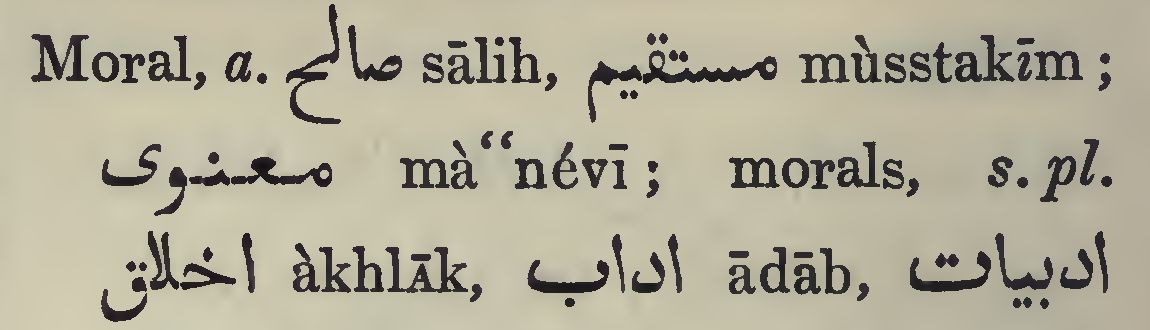 Moral, a. صالح sālih, مستقيم mùsstakīm ;
معنوى mà“névī ; morals, s. pl.
اخلاق àkhlĀk, اداب ādāb, ادبيات